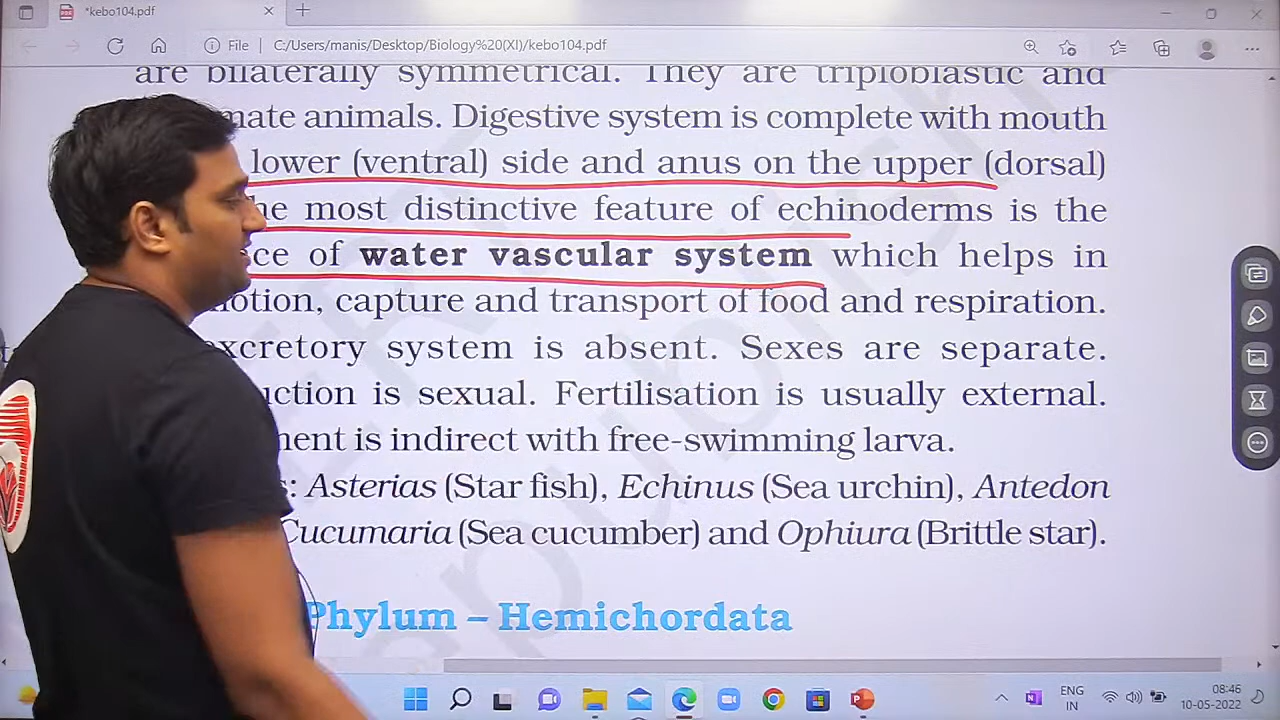 *kebo104.pdf
File
C:/Users/manis/Desktop/Biology%20(XI)/kebo104.pdf
are bilaterally symmetrical. They are triploblastic and
mate animals. Digestive system is complete with mouth
lower (ventral) side and anus on the upper (dorsal)
he most distinctive feature of echinoderms is the
ce of water vascular system which helps in
otion, capture and transport of food and respiration.
excretory system is absent. Sexes are separate.
uction is sexual. Fertilisation is usually external.
ment is indirect with free-swimming larva.
s: Asterias (Star fish), Echinus (Sea urchin), Antedon
Cucumaria (Sea cucumber) and Ophiura (Brittle star).
Phylum – Hemichordata
ENG
IN
08:46
10-05-2022